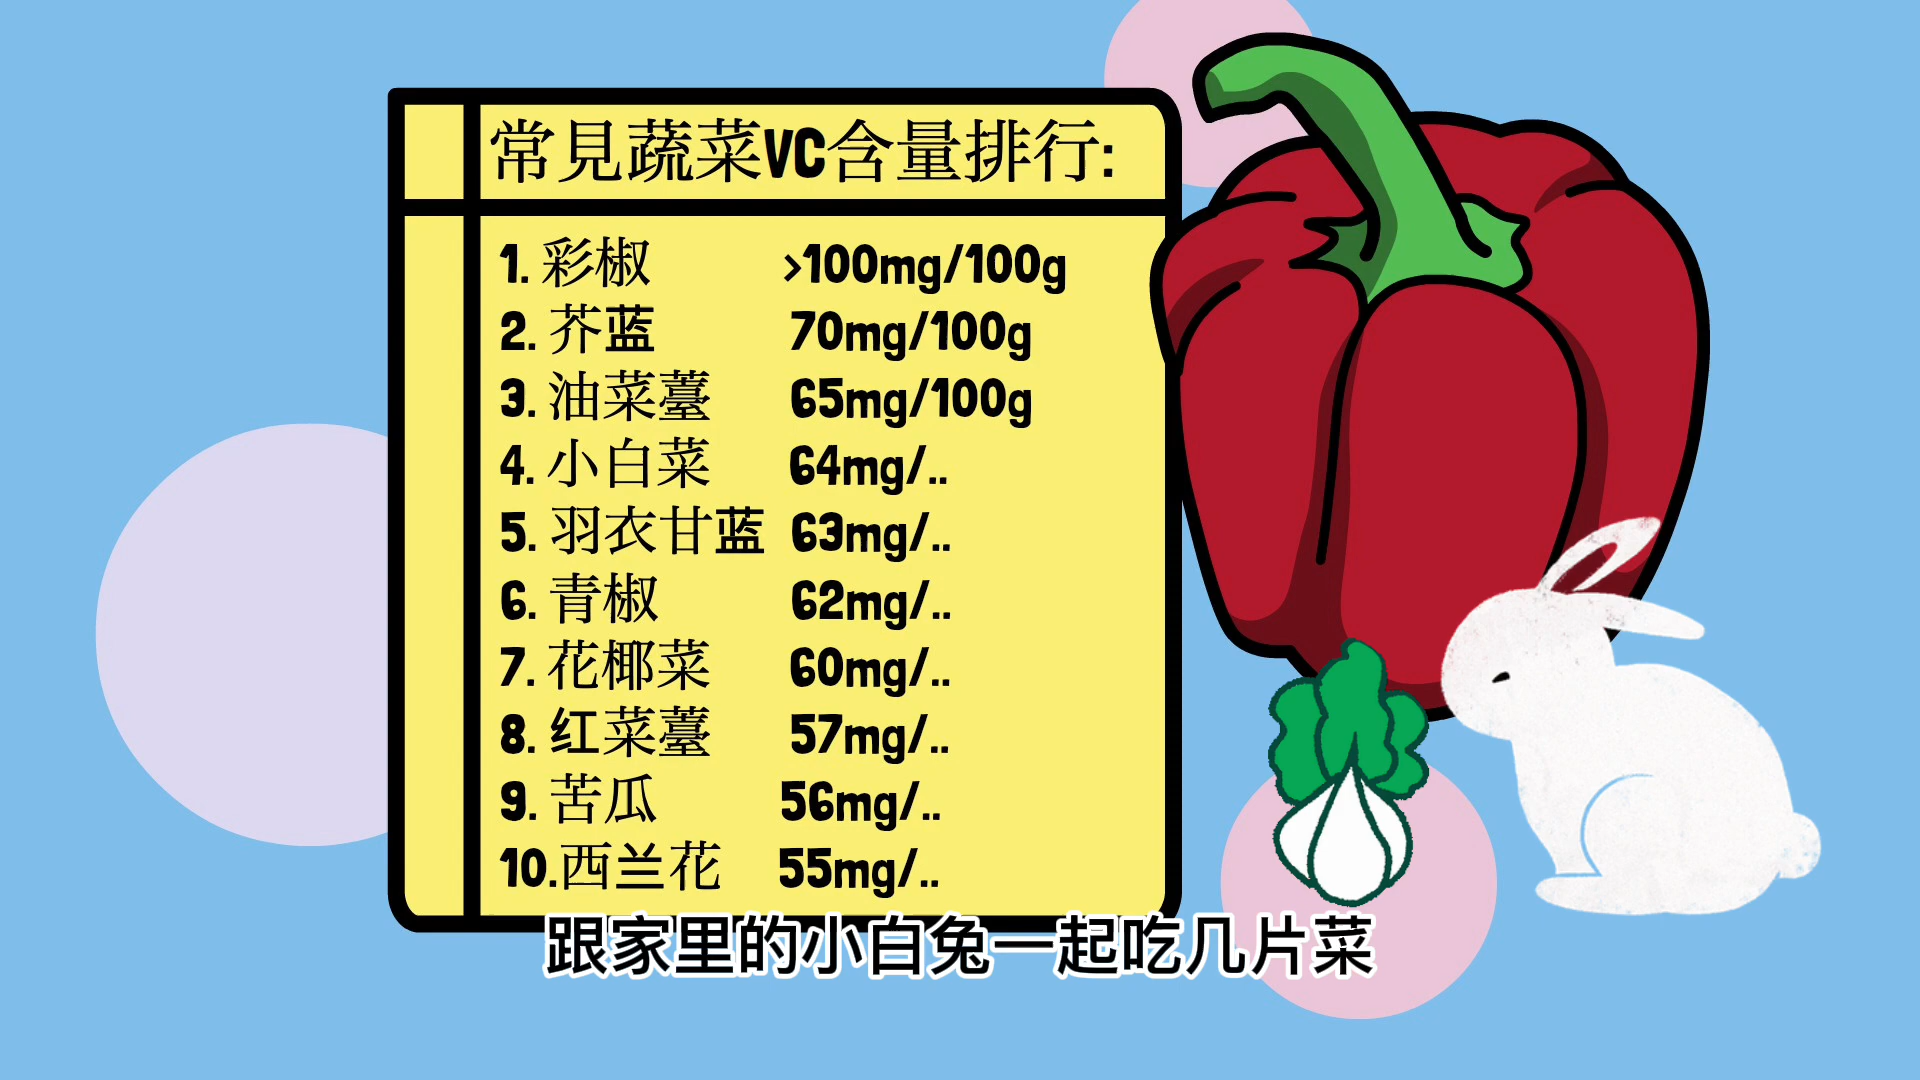 常見蔬菜VC含量排行:
1. 彩椒 >100mg/100g
2. 芥蓝 70mg/100g
3. 油菜薹 65mg/100g
4. 小白菜 64mg/..
5. 羽衣甘蓝 63mg/..
6. 青椒 62mg/..
7. 花椰菜 60mg/..
8. 红菜薹 57mg/..
9. 苦瓜 56mg/..
10.西兰花 55mg/..
跟家里的小白兔一起吃几片菜